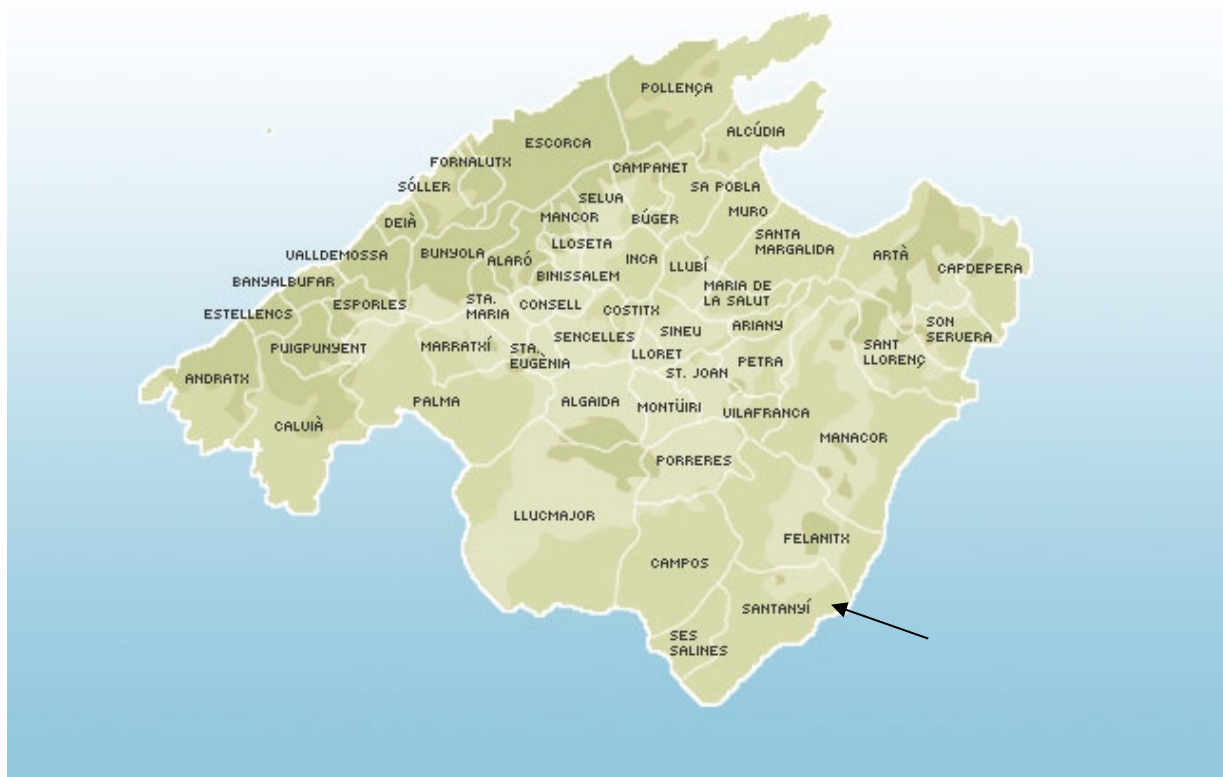 POLLENÇA
ALCÚDIA
ESCORCA
FORNALUTX
CAMPANET
SÓLLER
SA POBLA
SELVA
MANCOR
BÚGER
MURO
DEIÀ
SANTA
MARGALIDA
LLOSETA
VALLDEMOSSA
BUNYOLA
ALARÓ
INCA
LLUBÍ
ARTÀ
CAPDEPERA
BINISSALEM
BANYALBUFAR
MARIA DE
LA SALUT
ESPORLES
STA.
MARIA
CONSELL
COSTITX
ESTELLENCS
SINEU
ARIANY
SON
SERVERA
SENCELLES
PUIGPUNYENT
MARRATXÍ
STA.
EUGÈNIA
LLORET
SANT
LLORENÇ
PETRA
ST. JOAN
ANDRATX
PALMA
ALGAIDA
MONTÜIRI
VILAFRANCA
CALVIÀ
MANACOR
PORRERES
LLUCMAJOR
FELANITX
CAMPOS
SANTANYÍ
SES
SALINES